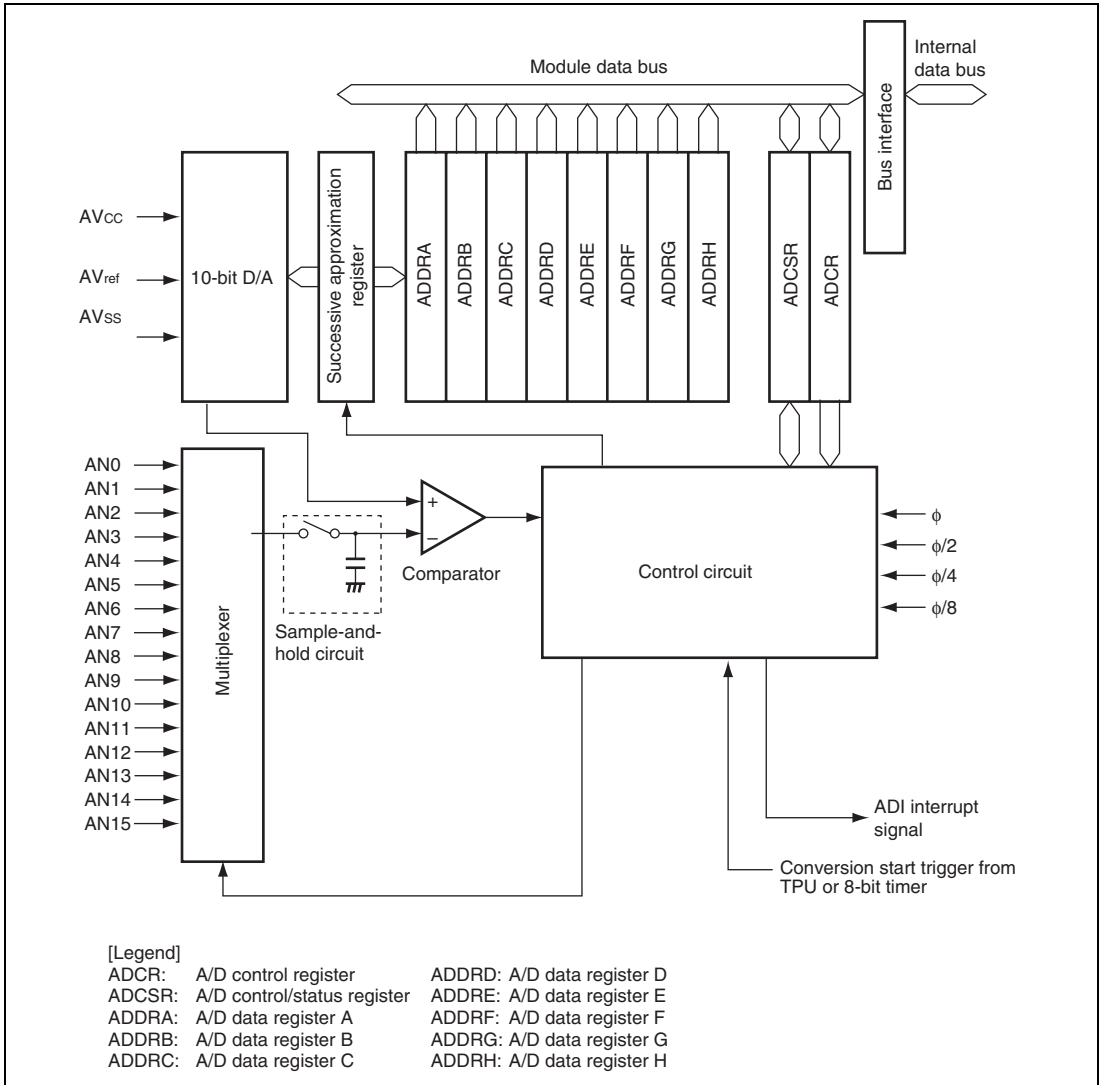 Module data bus
Internal
data bus
Bus interface
AVCC
AVref
AVSS
10-bit D/A
Successive approximation
register
ADDRA
ADDRB
ADDRC
ADDRD
ADDRE
ADDRF
ADDRG
ADDRH
ADCSR
ADCR
AN0
AN1
AN2
AN3
AN4
AN5
AN6
AN7
AN8
AN9
AN10
AN11
AN12
AN13
AN14
AN15
Multiplexer
Sample-and-
hold circuit
+
−
Comparator
Control circuit
ϕ
ϕ/2
ϕ/4
ϕ/8
ADI interrupt
signal
Conversion start trigger from
TPU or 8-bit timer
[Legend]
ADCR: A/D control register
ADCSR: A/D control/status register
ADDRA: A/D data register A
ADDRB: A/D data register B
ADDRC: A/D data register C
ADDRD: A/D data register D
ADDRE: A/D data register E
ADDRF: A/D data register F
ADDRG: A/D data register G
ADDRH: A/D data register H